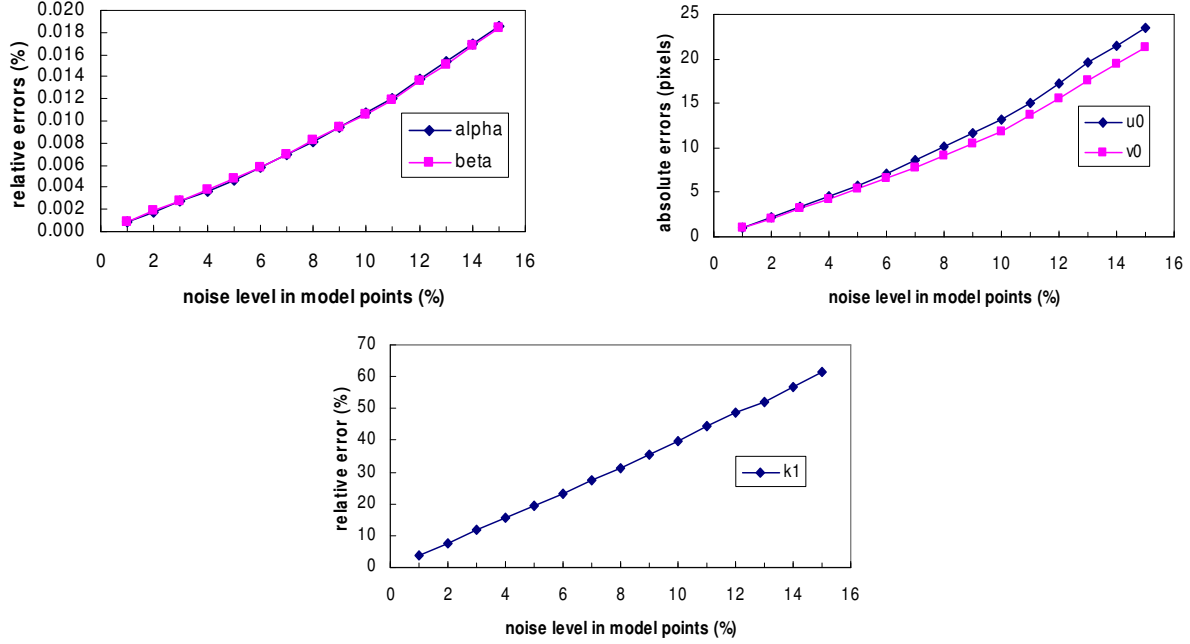 relative errors (%)
0.020
0.018
0.016
0.014
0.012
0.010
0.008
0.006
0.004
0.002
0.000
0 2 4 6 8 10 12 14 16
noise level in model points (%)
alpha
beta
absolute errors (pixels)
25
20
15
10
5
0
0 2 4 6 8 10 12 14 16
noise level in model points (%)
u0
v0
relative error (%)
70
60
50
40
30
20
10
0
0 2 4 6 8 10 12 14 16
noise level in model points (%)
k1